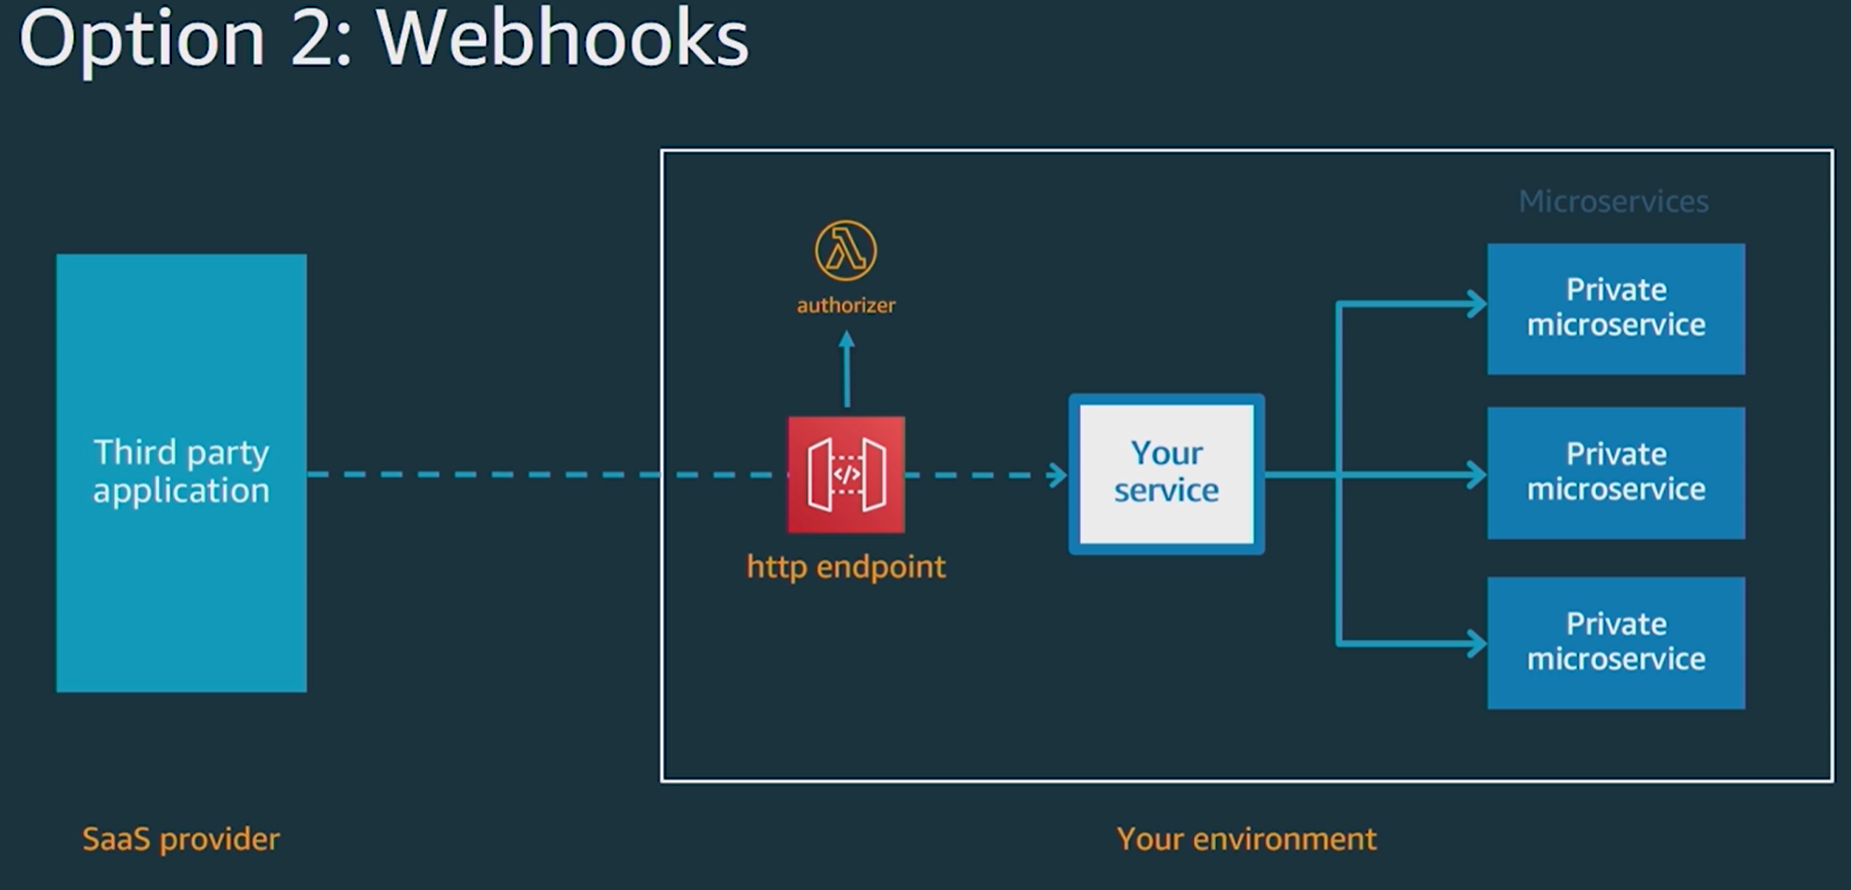 Option 2: Webhooks
Microservices
authorizer
Private
microservice
Third party
application
</>
Your
service
Private
microservice
http endpoint
Private
microservice
SaaS provider
Your environment